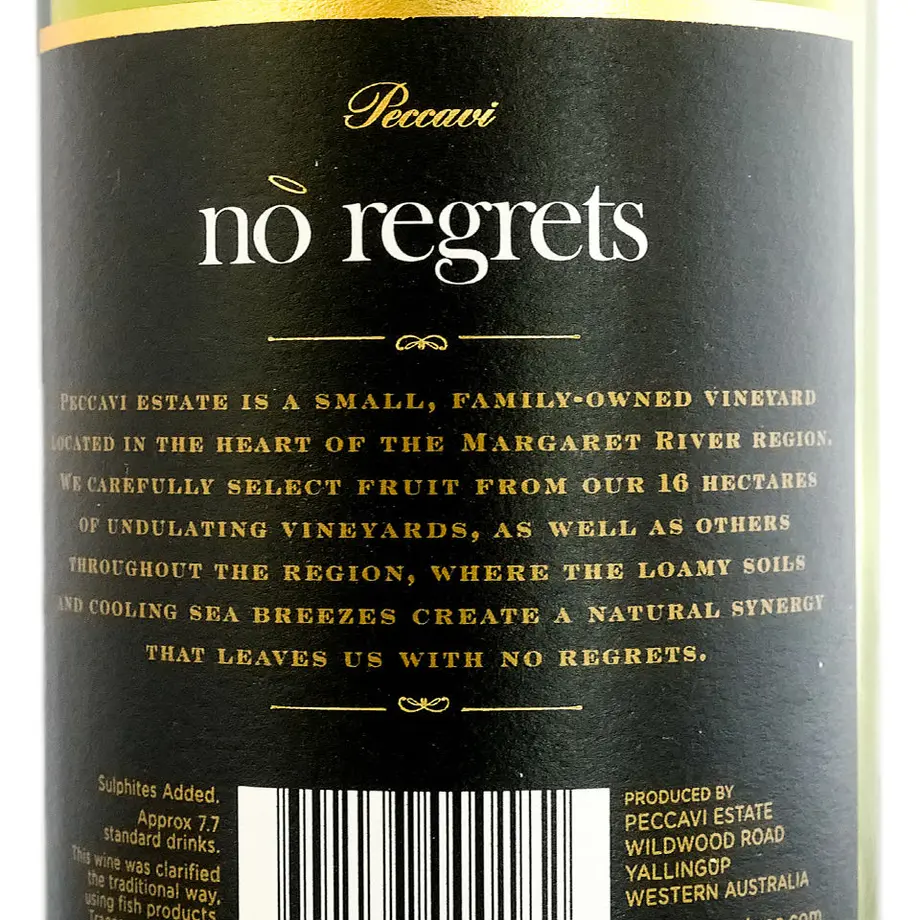 Peccavi
nò regrets
PECCAVI ESTATE IS A SMALL, FAMILY-OWNED VINEYARD
LOCATED IN THE HEART OF THE MARGARET RIVER REGION.
WE CAREFULLY SELECT FRUIT FROM OUR 16 HECTARES
OF UNDULATING VINEYARDS, AS WELL AS OTHERS
THROUGHOUT THE REGION, WHERE THE LOAMY SOILS
AND COOLING SEA BREEZES CREATE A NATURAL SYNERGY
THAT LEAVES US WITH NO REGRETS.
Sulphites Added.
Approx 7.7
standard drinks.
This wine was clarified
the traditional way,
using fish products.
PRODUCED BY
PECCAVI ESTATE
WILDWOOD ROAD
YALLINGUP
WESTERN AUSTRALIA